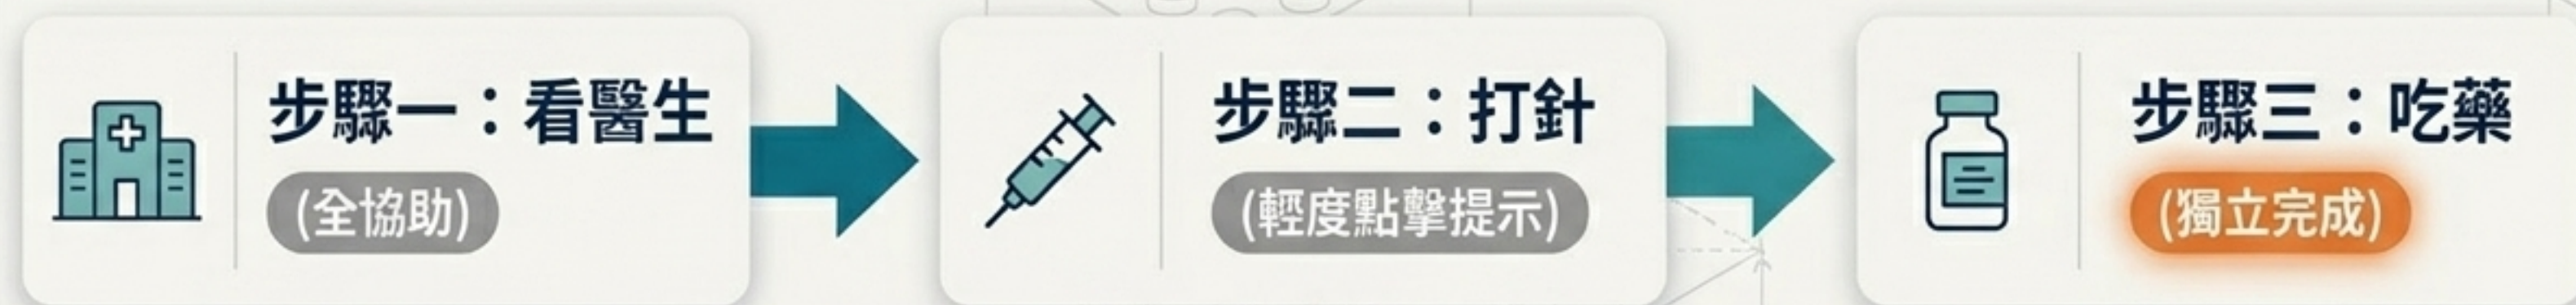 步驟一：看醫生
(全協助)
步驟二：打針
(輕度點擊提示)
步驟三：吃藥
(獨立完成)